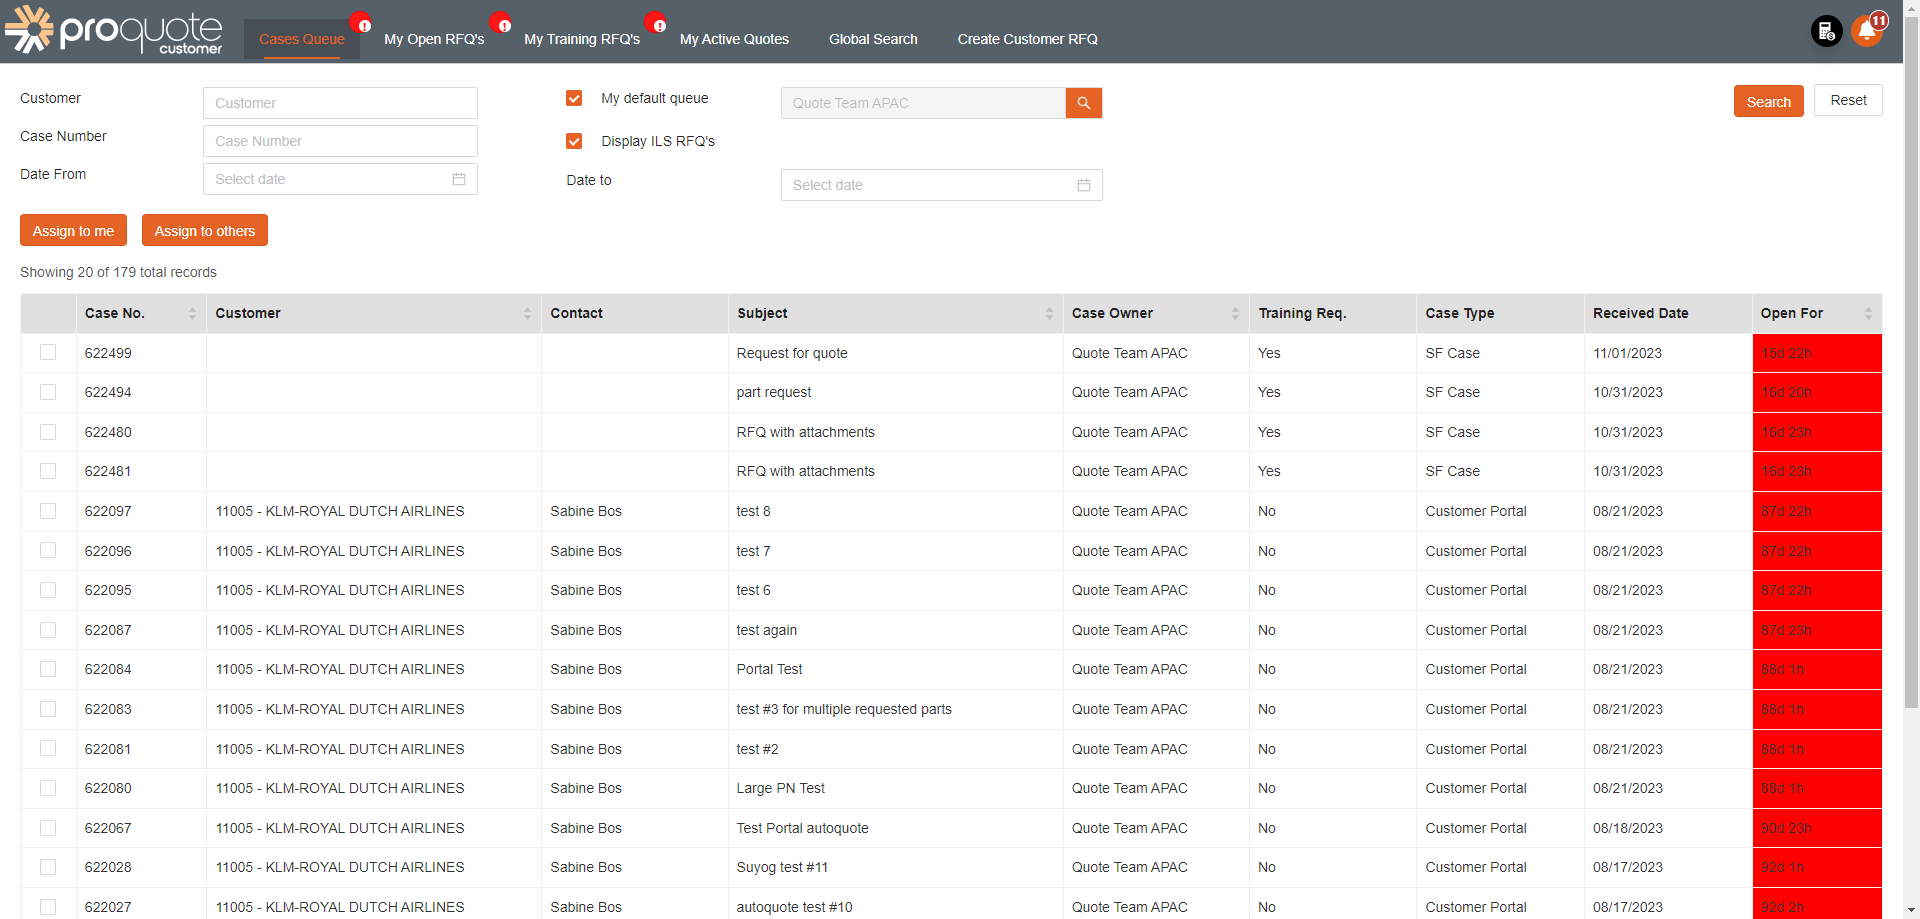 proquote
customer
Cases Queue
My Open RFQ's
My Training RFQ's
My Active Quotes
Global Search
Create Customer RFQ
11
Customer
Customer
My default queue
Quote Team APAC
Search
Reset
Case Number
Case Number
Display ILS RFQ's
Date From
Select date
Date to
Select date
Assign to me
Assign to others
Showing 20 of 179 total records
Case No. Customer Contact Subject Case Owner Training Req. Case Type Received Date Open For
622499 Request for quote Quote Team APAC Yes SF Case 11/01/2023 15d 22h
622494 part request Quote Team APAC Yes SF Case 10/31/2023 16d 20h
622480 RFQ with attachments Quote Team APAC Yes SF Case 10/31/2023 16d 23h
622481 RFQ with attachments Quote Team APAC Yes SF Case 10/31/2023 16d 23h
622097 11005 - KLM-ROYAL DUTCH AIRLINES Sabine Bos test 8 Quote Team APAC No Customer Portal 08/21/2023 87d 22h
622096 11005 - KLM-ROYAL DUTCH AIRLINES Sabine Bos test 7 Quote Team APAC No Customer Portal 08/21/2023 87d 22h
622095 11005 - KLM-ROYAL DUTCH AIRLINES Sabine Bos test 6 Quote Team APAC No Customer Portal 08/21/2023 87d 22h
622087 11005 - KLM-ROYAL DUTCH AIRLINES Sabine Bos test again Quote Team APAC No Customer Portal 08/21/2023 87d 23h
622084 11005 - KLM-ROYAL DUTCH AIRLINES Sabine Bos Portal Test Quote Team APAC No Customer Portal 08/21/2023 88d 1h
622083 11005 - KLM-ROYAL DUTCH AIRLINES Sabine Bos test #3 for multiple requested parts Quote Team APAC No Customer Portal 08/21/2023 88d 1h
622081 11005 - KLM-ROYAL DUTCH AIRLINES Sabine Bos test #2 Quote Team APAC No Customer Portal 08/21/2023 88d 1h
622080 11005 - KLM-ROYAL DUTCH AIRLINES Sabine Bos Large PN Test Quote Team APAC No Customer Portal 08/21/2023 88d 1h
622067 11005 - KLM-ROYAL DUTCH AIRLINES Sabine Bos Test Portal autoquote Quote Team APAC No Customer Portal 08/18/2023 90d 23h
622028 11005 - KLM-ROYAL DUTCH AIRLINES Sabine Bos Suyog test #11 Quote Team APAC No Customer Portal 08/17/2023 92d 1h
622027 11005 - KLM-ROYAL DUTCH AIRLINES Sabine Bos autoquote test #10 Quote Team APAC No Customer Portal 08/17/2023 92d 2h